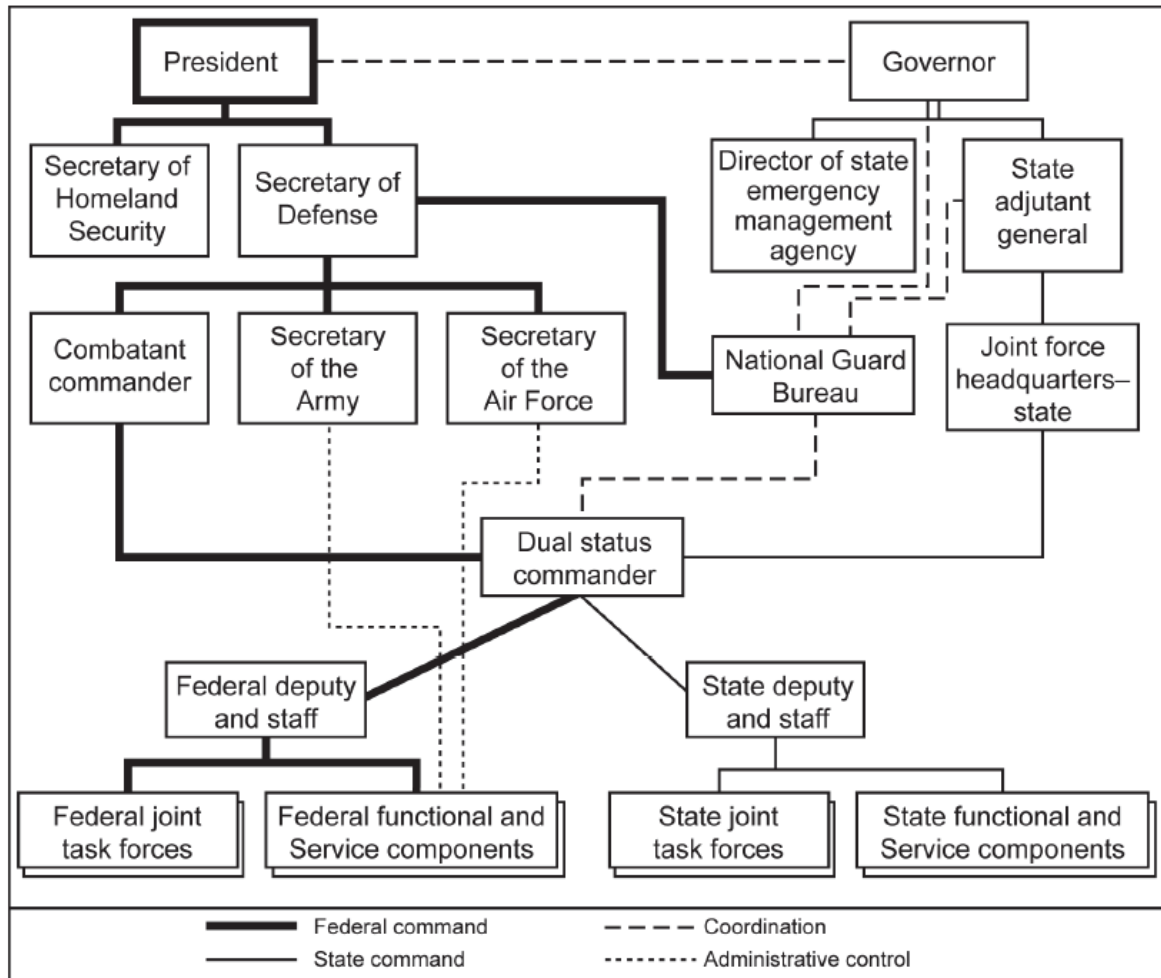 President
Governor
Secretary of
Homeland
Security
Secretary of
Defense
Director of state
emergency
management
agency
State
adjutant
general
Combatant
commander
Secretary
of the
Army
Secretary
of the
Air Force
National Guard
Bureau
Joint force
headquarters–
state
Dual status
commander
Federal deputy
and staff
State deputy
and staff
Federal joint
task forces
Federal functional and
Service components
State joint
task forces
State functional and
Service components
Federal command
Coordination
State command
Administrative control